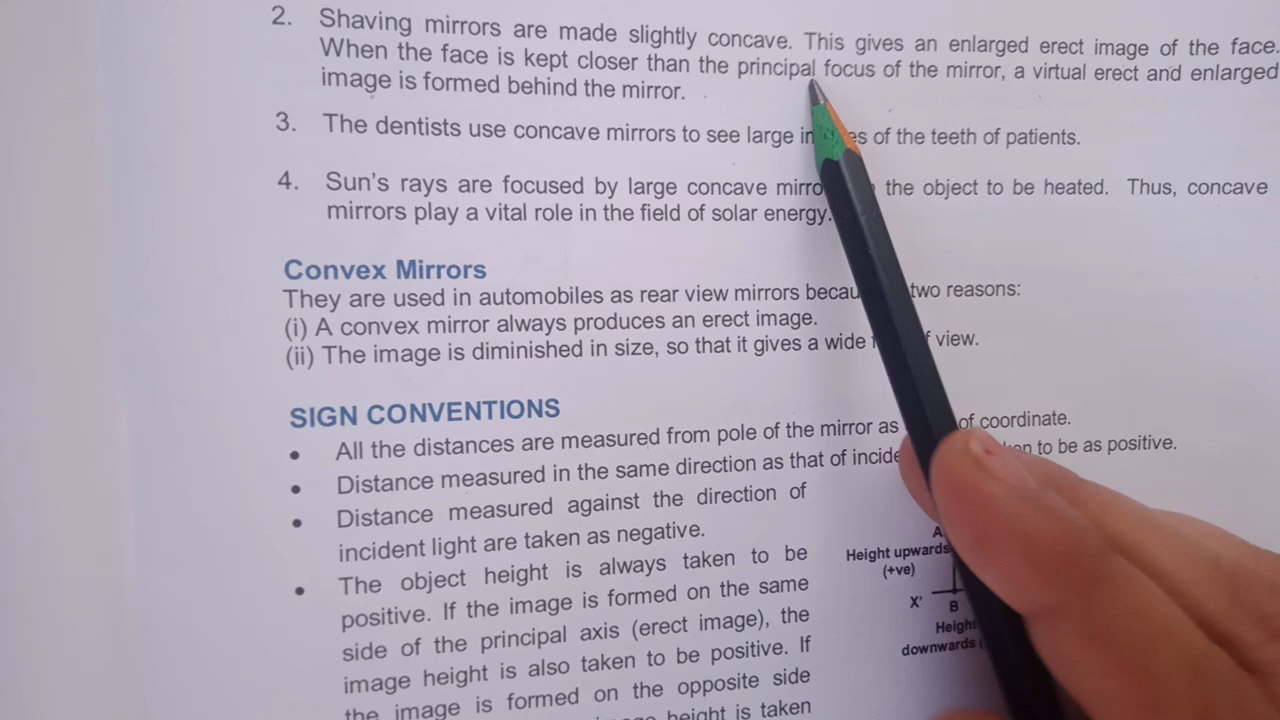 2. Shaving mirrors are made slightly concave. This gives an enlarged erect image of the face.
When the face is kept closer than the principal focus of the mirror, a virtual erect and enlarged
image is formed behind the mirror.
3. The dentists use concave mirrors to see large of the teeth of patients.
4. Sun's rays are focused by large concave the object to be heated. Thus, concave
mirrors play a vital role in the field of solar energy.
Convex Mirrors
They are used in automobiles as rear view mirrors two reasons:
(i) A convex mirror always produces an erect image.
(ii) The image is diminished in size, so that it gives a wide view.
SIGN CONVENTIONS
• All the distances are measured from pole of the mirror as of coordinate.
• Distance measured in the same direction as that of to be as positive.
• Distance measured against the direction of
incident light are taken as negative.
• The object height is always taken to be
positive. If the image is formed on the same
side of the principal axis (erect image), the
image height is also taken to be positive. If
the image is formed on the opposite side
height is taken
A
Height upwards
(+ve)
X' B
Height
downwards